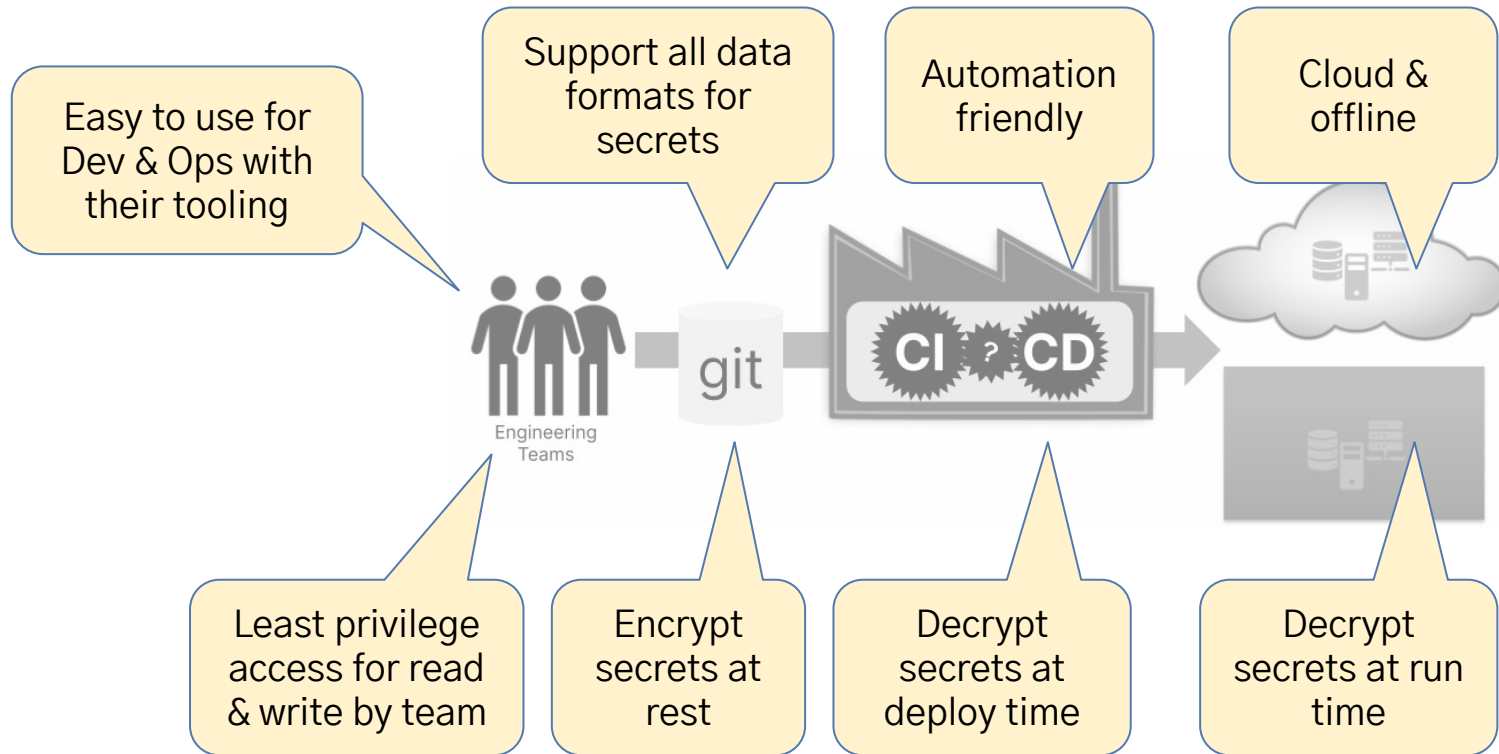 Easy to use for
Dev & Ops with
their tooling
Support all data
formats for
secrets
Automation
friendly
Cloud &
offline
Engineering
Teams
git
CI ? CD
Least privilege
access for read
& write by team
Encrypt
secrets at
rest
Decrypt
secrets at
deploy time
Decrypt
secrets at run
time